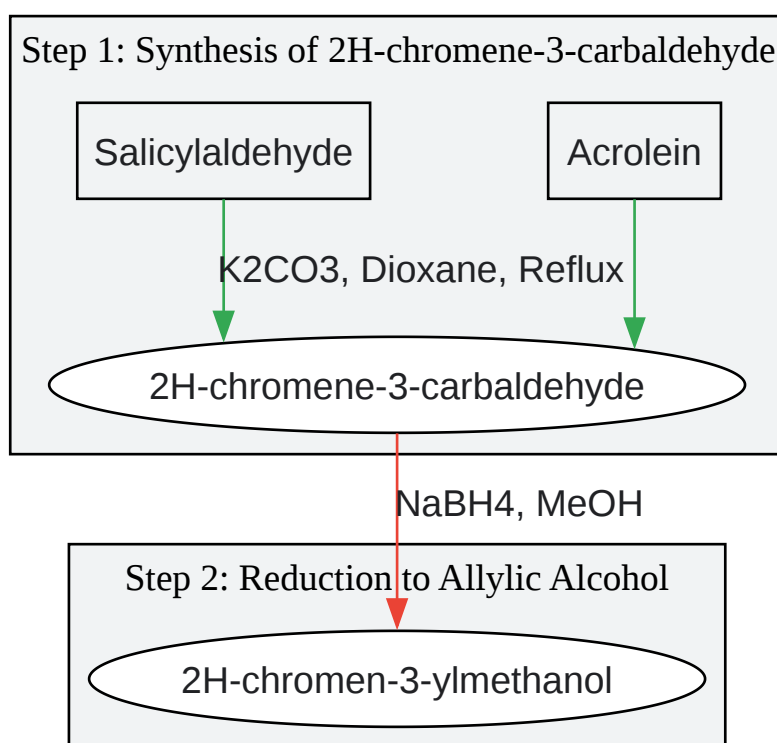 Step 1: Synthesis of 2H-chromene-3-carbaldehyde
Salicylaldehyde
Acrolein
K2CO3, Dioxane, Reflux
2H-chromene-3-carbaldehyde
NaBH4, MeOH
Step 2: Reduction to Allylic Alcohol
2H-chromen-3-ylmethanol